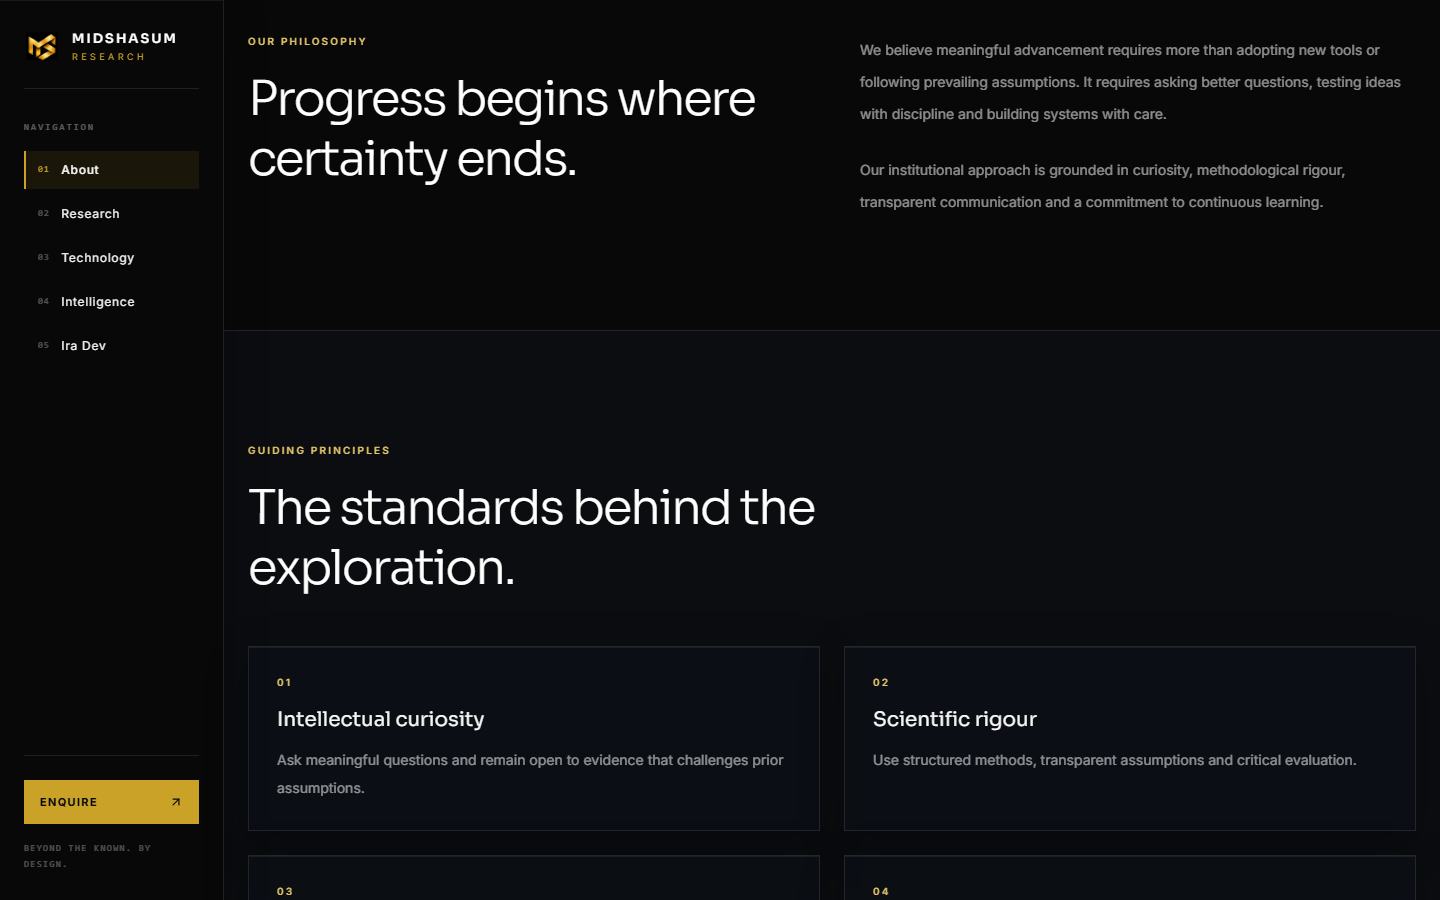 MIDSHASUM
RESEARCH
NAVIGATION
01 About
02 Research
03 Technology
04 Intelligence
05 Ira Dev
ENQUIRE
BEYOND THE KNOWN. BY
DESIGN.
OUR PHILOSOPHY
Progress begins where
certainty ends.
We believe meaningful advancement requires more than adopting new tools or
following prevailing assumptions. It requires asking better questions, testing ideas
with discipline and building systems with care.
Our institutional approach is grounded in curiosity, methodological rigour,
transparent communication and a commitment to continuous learning.
GUIDING PRINCIPLES
The standards behind the
exploration.
01
Intellectual curiosity
Ask meaningful questions and remain open to evidence that challenges prior
assumptions.
02
Scientific rigour
Use structured methods, transparent assumptions and critical evaluation.
03
04